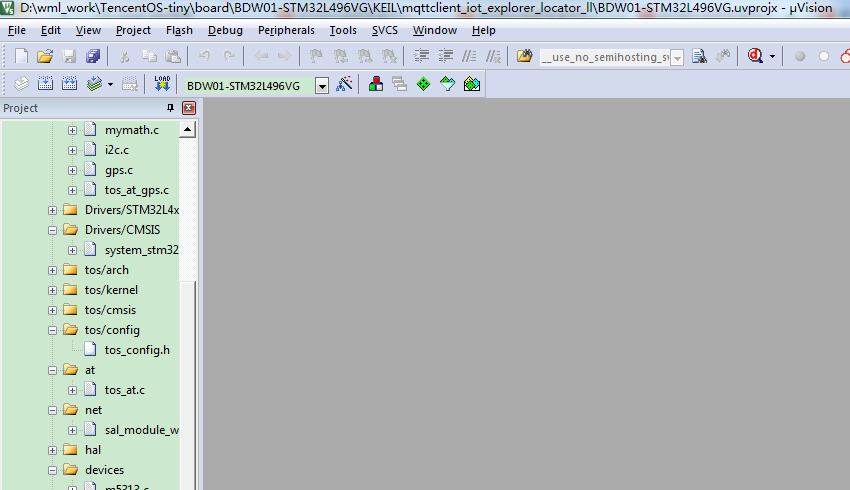 D:\wml_work\TencentOS-tiny\board\BDW01-STM32L496VG\KEIL\mqttclient_iot_explorer_locator_ll\BDW01-STM32L496VG.uvprojx - µVision
File Edit View Project Flash Debug Peripherals Tools SVCS Window Help
__use_no_semihosting_s
LOAD
BDW01-STM32L496VG
Project
mymath.c
i2c.c
gps.c
tos_at_gps.c
Drivers/STM32L4x
Drivers/CMSIS
system_stm32
tos/arch
tos/kernel
tos/cmsis
tos/config
tos_config.h
at
tos_at.c
net
sal_module_w
hal
devices
m5313.c